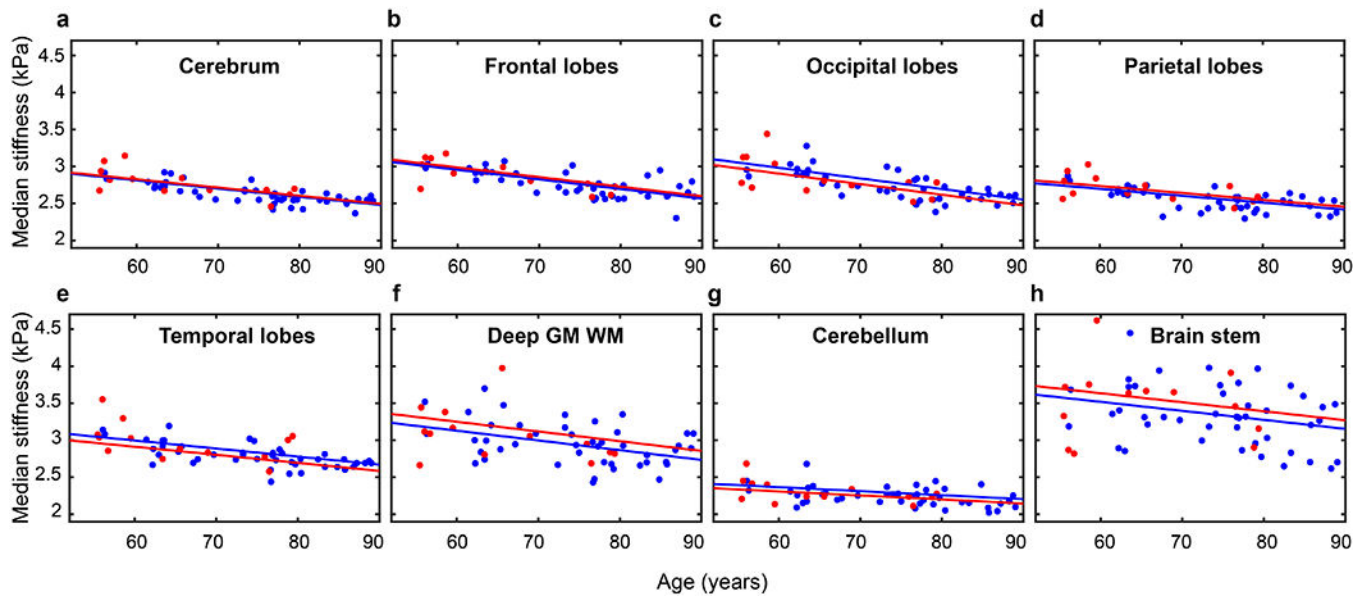 a b c d
Median stiffness (kPa)
4.5
4
3.5
3
2.5
2
Cerebrum
Frontal lobes
Occipital lobes
Parietal lobes
60 70 80 90 60 70 80 90 60 70 80 90 60 70 80 90
e f g h
Median stiffness (kPa)
4.5
4
3.5
3
2.5
2
Temporal lobes
Deep GM WM
Cerebellum
Brain stem
60 70 80 90 60 70 80 90 60 70 80 90 60 70 80 90
Age (years)